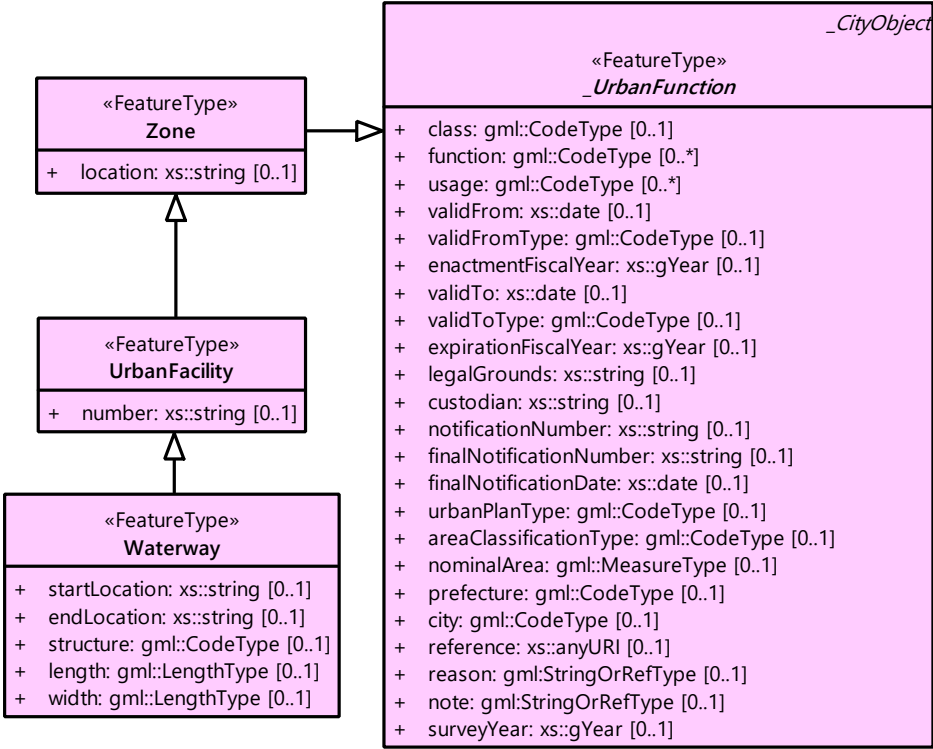 «FeatureType»
Zone
+ location: xs::string [0..1]
«FeatureType»
UrbanFacility
+ number: xs::string [0..1]
«FeatureType»
Waterway
+ startLocation: xs::string [0..1]
+ endLocation: xs::string [0..1]
+ structure: gml::CodeType [0..1]
+ length: gml::LengthType [0..1]
+ width: gml::LengthType [0..1]
_CityObject
«FeatureType»
_UrbanFunction
+ class: gml::CodeType [0..1]
+ function: gml::CodeType [0..*]
+ usage: gml::CodeType [0..*]
+ validFrom: xs::date [0..1]
+ validFromType: gml::CodeType [0..1]
+ enactmentFiscalYear: xs::gYear [0..1]
+ validTo: xs::date [0..1]
+ validToType: gml::CodeType [0..1]
+ expirationFiscalYear: xs::gYear [0..1]
+ legalGrounds: xs::string [0..1]
+ custodian: xs::string [0..1]
+ notificationNumber: xs::string [0..1]
+ finalNotificationNumber: xs::string [0..1]
+ finalNotificationDate: xs::date [0..1]
+ urbanPlanType: gml::CodeType [0..1]
+ areaClassificationType: gml::CodeType [0..1]
+ nominalArea: gml::MeasureType [0..1]
+ prefecture: gml::CodeType [0..1]
+ city: gml::CodeType [0..1]
+ reference: xs::anyURI [0..1]
+ reason: gml:StringOrRefType [0..1]
+ note: gml:StringOrRefType [0..1]
+ surveyYear: xs::gYear [0..1]